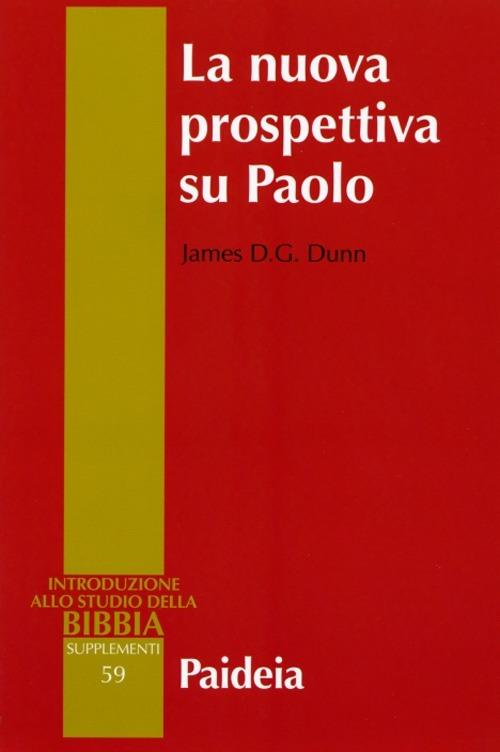 La nuova
prospettiva
su Paolo
James D.G. Dunn
INTRODUZIONE
ALLO STUDIO DELLA
BIBBIA
SUPPLEMENTI
59
Paideia